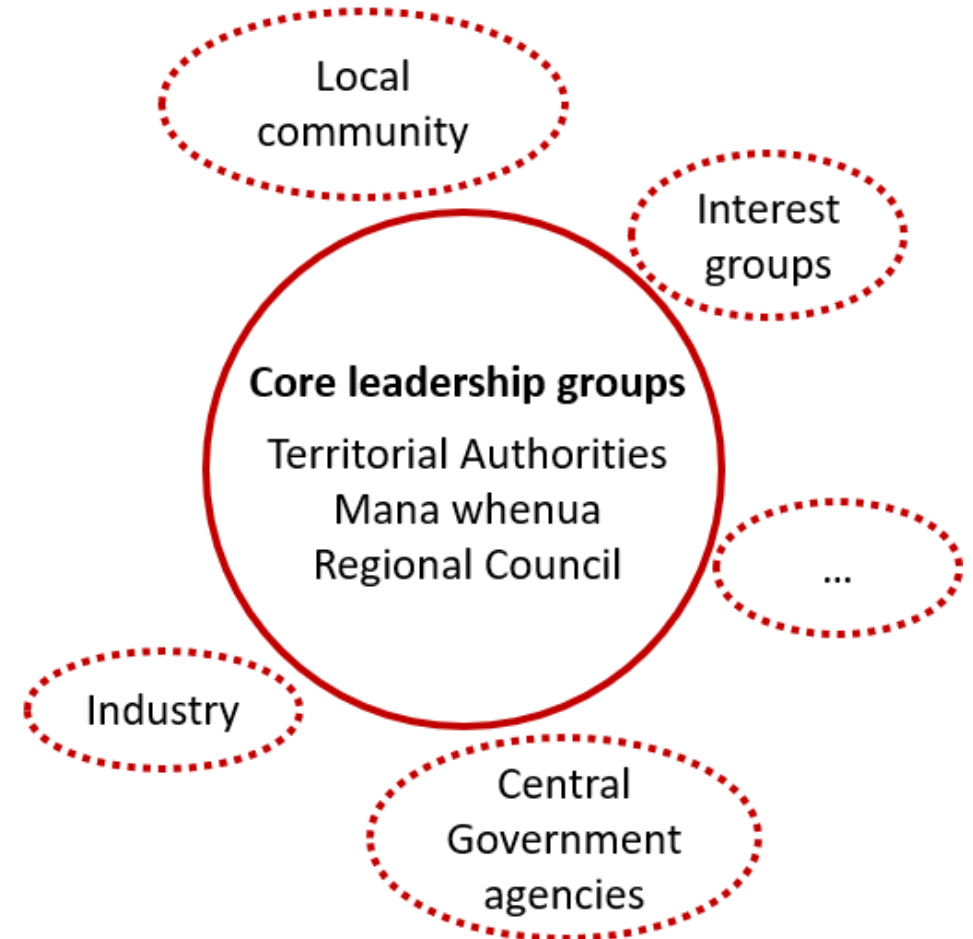 Local
community
Interest
groups
Core leadership groups
Territorial Authorities
Mana whenua
Regional Council
...
Industry
Central
Government
agencies